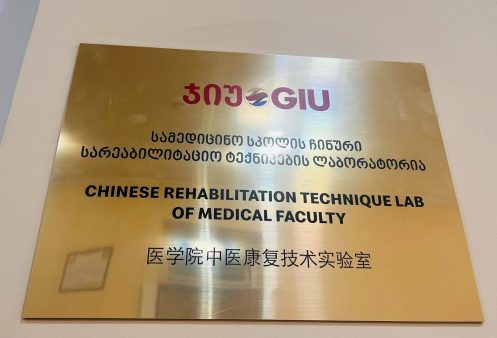 ჯიუ GIU
სამედიცინო სკოლის ჩინური
სარეაბილიტაციო ტექნიკების ლაბორატორია
CHINESE REHABILITATION TECHNIQUE LAB
OF MEDICAL FACULTY
医学院中医康复技术实验室